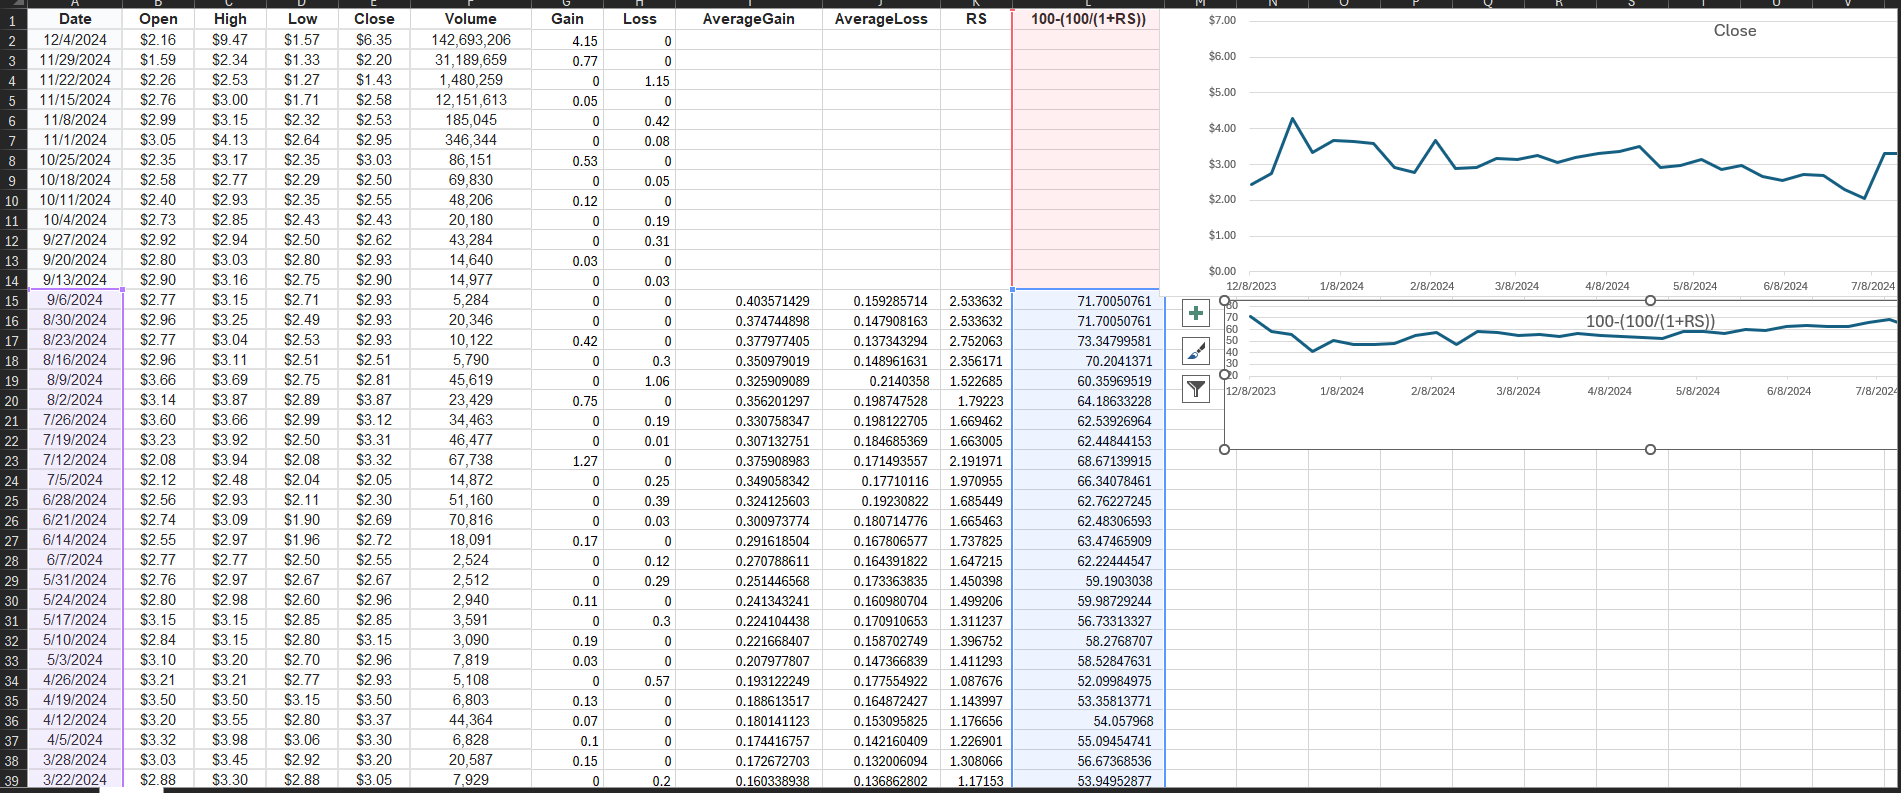 A B C D E F G H I J K L M N O P Q R S T U V
1 Date Open High Low Close Volume Gain Loss AverageGain AverageLoss RS 100-(100/(1+RS))
2 12/4/2024 $2.16 $9.47 $1.57 $6.35 142,693,206 4.15 0
3 11/29/2024 $1.59 $2.34 $1.33 $2.20 31,189,659 0.77 0
4 11/22/2024 $2.26 $2.53 $1.27 $1.43 1,480,259 0 1.15
5 11/15/2024 $2.76 $3.00 $1.71 $2.58 12,151,613 0.05 0
6 11/8/2024 $2.99 $3.15 $2.32 $2.53 185,045 0 0.42
7 11/1/2024 $3.05 $4.13 $2.64 $2.95 346,344 0 0.08
8 10/25/2024 $2.35 $3.17 $2.35 $3.03 86,151 0.53 0
9 10/18/2024 $2.58 $2.77 $2.29 $2.50 69,830 0 0.05
10 10/11/2024 $2.40 $2.93 $2.35 $2.55 48,206 0.12 0
11 10/4/2024 $2.73 $2.85 $2.43 $2.43 20,180 0 0.19
12 9/27/2024 $2.92 $2.94 $2.50 $2.62 43,284 0 0.31
13 9/20/2024 $2.80 $3.03 $2.80 $2.93 14,640 0.03 0
14 9/13/2024 $2.90 $3.16 $2.75 $2.90 14,977 0 0.03
15 9/6/2024 $2.77 $3.15 $2.71 $2.93 5,284 0 0 0.403571429 0.159285714 2.533632 71.70050761
16 8/30/2024 $2.96 $3.25 $2.49 $2.93 20,346 0 0 0.374744898 0.147908163 2.533632 71.70050761
17 8/23/2024 $2.77 $3.04 $2.53 $2.93 10,122 0.42 0 0.377977405 0.137343294 2.752063 73.34799581
18 8/16/2024 $2.96 $3.11 $2.51 $2.51 5,790 0 0.3 0.350979019 0.148961631 2.356171 70.2041371
19 8/9/2024 $3.66 $3.69 $2.75 $2.81 45,619 0 1.06 0.325909089 0.2140358 1.522685 60.35969519
20 8/2/2024 $3.14 $3.87 $2.89 $3.87 23,429 0.75 0 0.356201297 0.198747528 1.79223 64.18633228
21 7/26/2024 $3.60 $3.66 $2.99 $3.12 34,463 0 0.19 0.330758347 0.198122705 1.669462 62.53926964
22 7/19/2024 $3.23 $3.92 $2.50 $3.31 46,477 0 0.01 0.307132751 0.184685369 1.663005 62.44844153
23 7/12/2024 $2.08 $3.94 $2.08 $3.32 67,738 1.27 0 0.375908983 0.171493557 2.191971 68.67139915
24 7/5/2024 $2.12 $2.48 $2.04 $2.05 14,872 0 0.25 0.349058342 0.17710116 1.970955 66.34078461
25 6/28/2024 $2.56 $2.93 $2.11 $2.30 51,160 0 0.39 0.324125603 0.19230822 1.685449 62.76227245
26 6/21/2024 $2.74 $3.09 $1.90 $2.69 70,816 0 0.03 0.300973774 0.180714776 1.665463 62.48306593
27 6/14/2024 $2.55 $2.97 $1.96 $2.72 18,091 0.17 0 0.291618504 0.167806577 1.737825 63.47465909
28 6/7/2024 $2.77 $2.77 $2.50 $2.55 2,524 0 0.12 0.270788611 0.164391822 1.647215 62.22444547
29 5/31/2024 $2.76 $2.97 $2.67 $2.67 2,512 0 0.29 0.251446568 0.173363835 1.450398 59.1903038
30 5/24/2024 $2.80 $2.98 $2.60 $2.96 2,940 0.11 0 0.241343241 0.160980704 1.499206 59.98729244
31 5/17/2024 $3.15 $3.15 $2.85 $2.85 3,591 0 0.3 0.224104438 0.170910653 1.311237 56.73313327
32 5/10/2024 $2.84 $3.15 $2.80 $3.15 3,090 0.19 0 0.221668407 0.158702749 1.396752 58.2768707
33 5/3/2024 $3.10 $3.20 $2.70 $2.96 7,819 0.03 0 0.207977807 0.147366839 1.411293 58.52847631
34 4/26/2024 $3.21 $3.21 $2.77 $2.93 5,108 0 0.57 0.193122249 0.177554922 1.087676 52.09984975
35 4/19/2024 $3.50 $3.50 $3.15 $3.50 6,803 0.13 0 0.188613517 0.164872427 1.143997 53.35813771
36 4/12/2024 $3.20 $3.55 $2.80 $3.37 44,364 0.07 0 0.180141123 0.153095825 1.176656 54.057968
37 4/5/2024 $3.32 $3.98 $3.06 $3.30 6,828 0.1 0 0.174416757 0.142160409 1.226901 55.09454741
38 3/28/2024 $3.03 $3.45 $2.92 $3.20 20,587 0.15 0 0.172672703 0.132006094 1.308066 56.67368536
39 3/22/2024 $2.88 $3.30 $2.88 $3.05 7,929 0 0.2 0.160338938 0.136862802 1.17153 53.94952877
Close
$7.00
$6.00
$5.00
$4.00
$3.00
$2.00
$1.00
$0.00
12/8/2023 1/8/2024 2/8/2024 3/8/2024 4/8/2024 5/8/2024 6/8/2024 7/8/2024
100-(100/(1+RS))
80
70
60
50
40
30
20
12/8/2023 1/8/2024 2/8/2024 3/8/2024 4/8/2024 5/8/2024 6/8/2024 7/8/2024